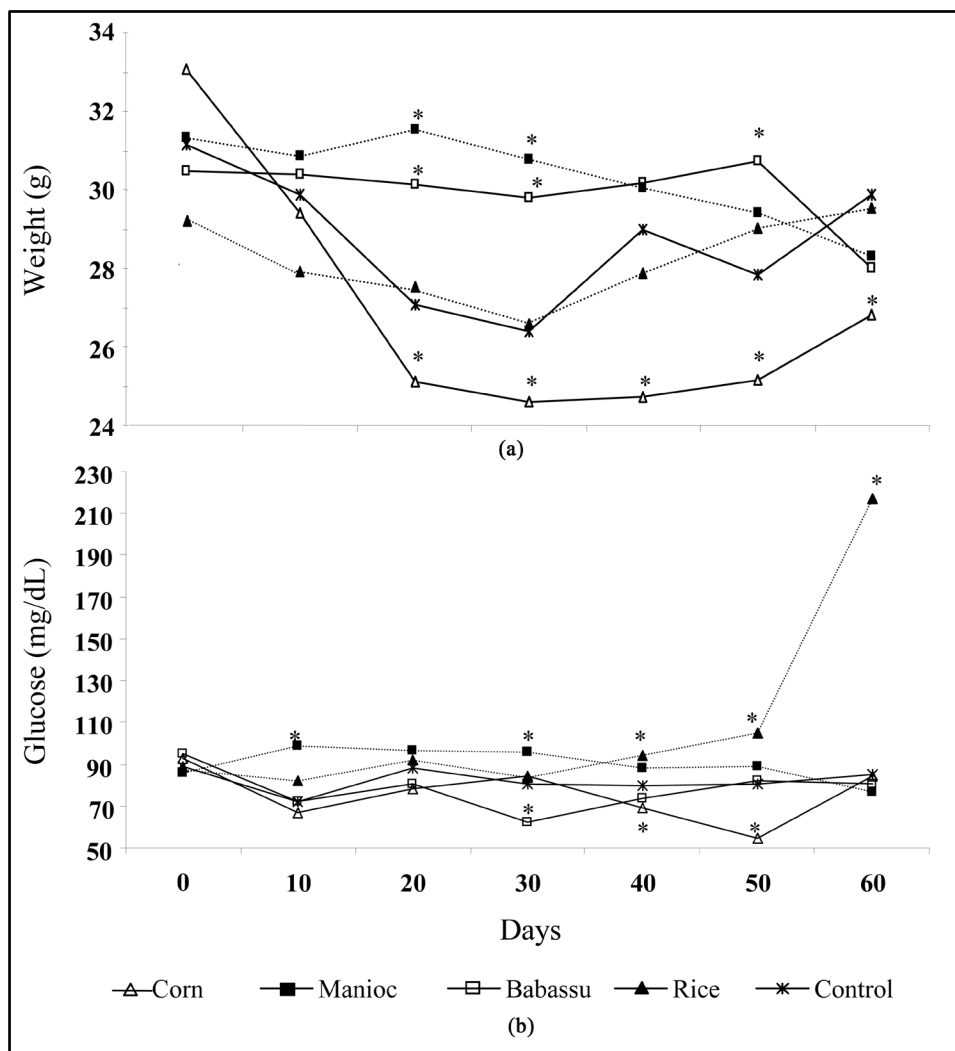 34
32
30
28
26
24
Weight (g)
* *
*
* *
*
* * * *
(a)
230
210
190
170
150
130
110
90
70
50
Glucose (mg/dL)
*
* * * *
* * *
0 10 20 30 40 50 60
Days
Corn Manioc Babassu Rice Control
(b)